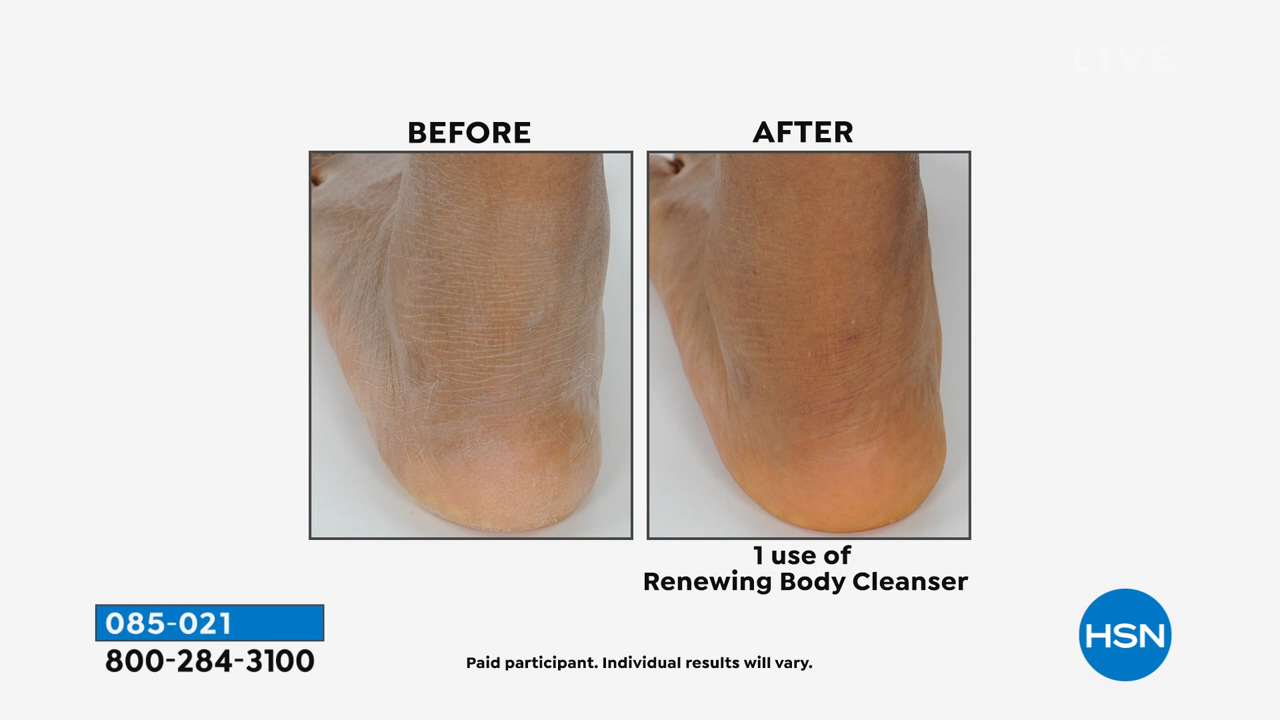 LIVE
BEFORE
AFTER
1 use of
Renewing Body Cleanser
085-021
800-284-3100
Paid participant. Individual results will vary.
HSN